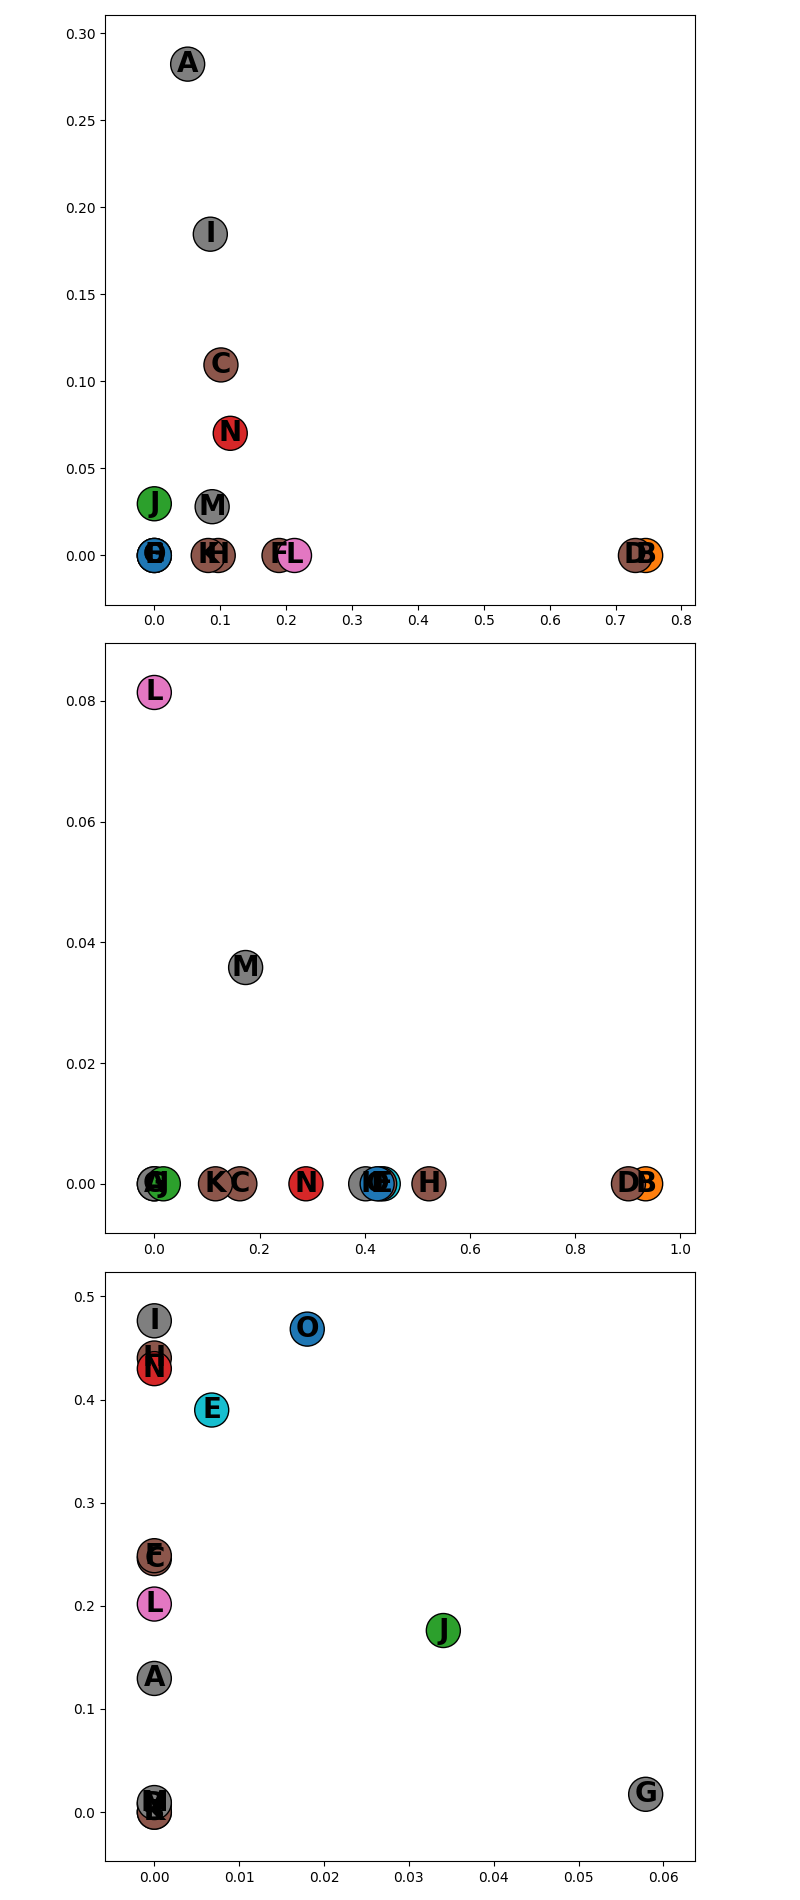 0.30
A
0.25
0.20
I
0.15
C
0.10
N
0.05
J M
0.00 O K H F L D B
0.0 0.1 0.2 0.3 0.4 0.5 0.6 0.7 0.8
L
0.08
0.06
M
0.04
0.02
0.00 J K C N E H D B
0.0 0.2 0.4 0.6 0.8 1.0
0.5
I O
H
N
0.4 E
0.3
F
C
0.2 L
J
A
0.1
G
0.0 M
0.00 0.01 0.02 0.03 0.04 0.05 0.06